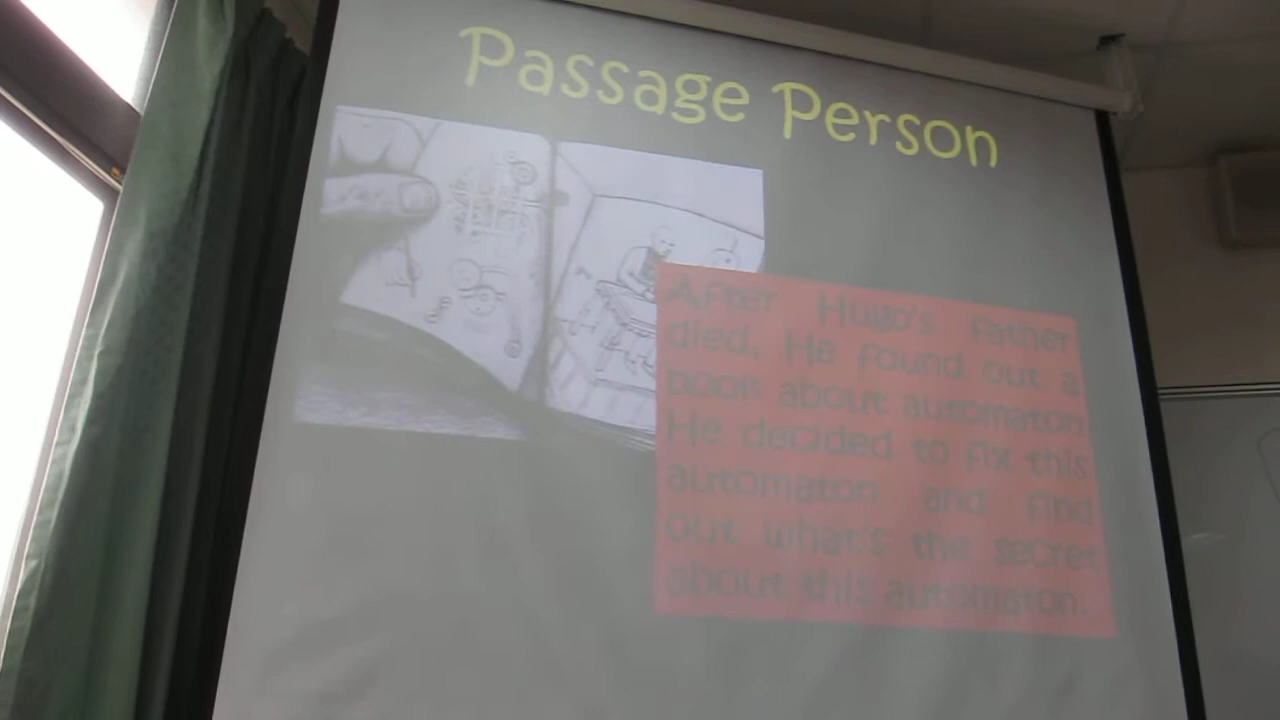 Passage Person
After Hugo's father
died, He found out a
book about automaton
He decided to fix this
automaton and find
out what's the secret
about this automaton.